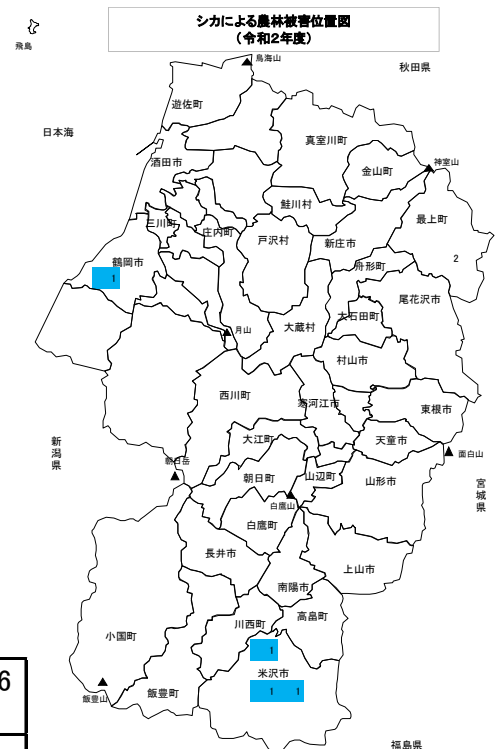 シカによる農林被害位置図
（令和2年度）
飛島
鳥海山
秋田県
遊佐町
日本海
真室川町
酒田市
金山町
神室山
鮭川村
最上町
三川町
庄内町
戸沢村
新庄市
2
鶴岡市
舟形町
1
尾花沢市
大石田町
月山
大蔵村
村山市
西川町
寒河江市
東根市
大江町
天童市
新潟県
面白山
朝日岳
朝日町
山辺町
山形市
宮城県
白鷹山
白鷹町
長井市
上山市
南陽市
高畠町
川西町
小国町
1
米沢市
6
飯豊山
飯豊町
1 1
福島県